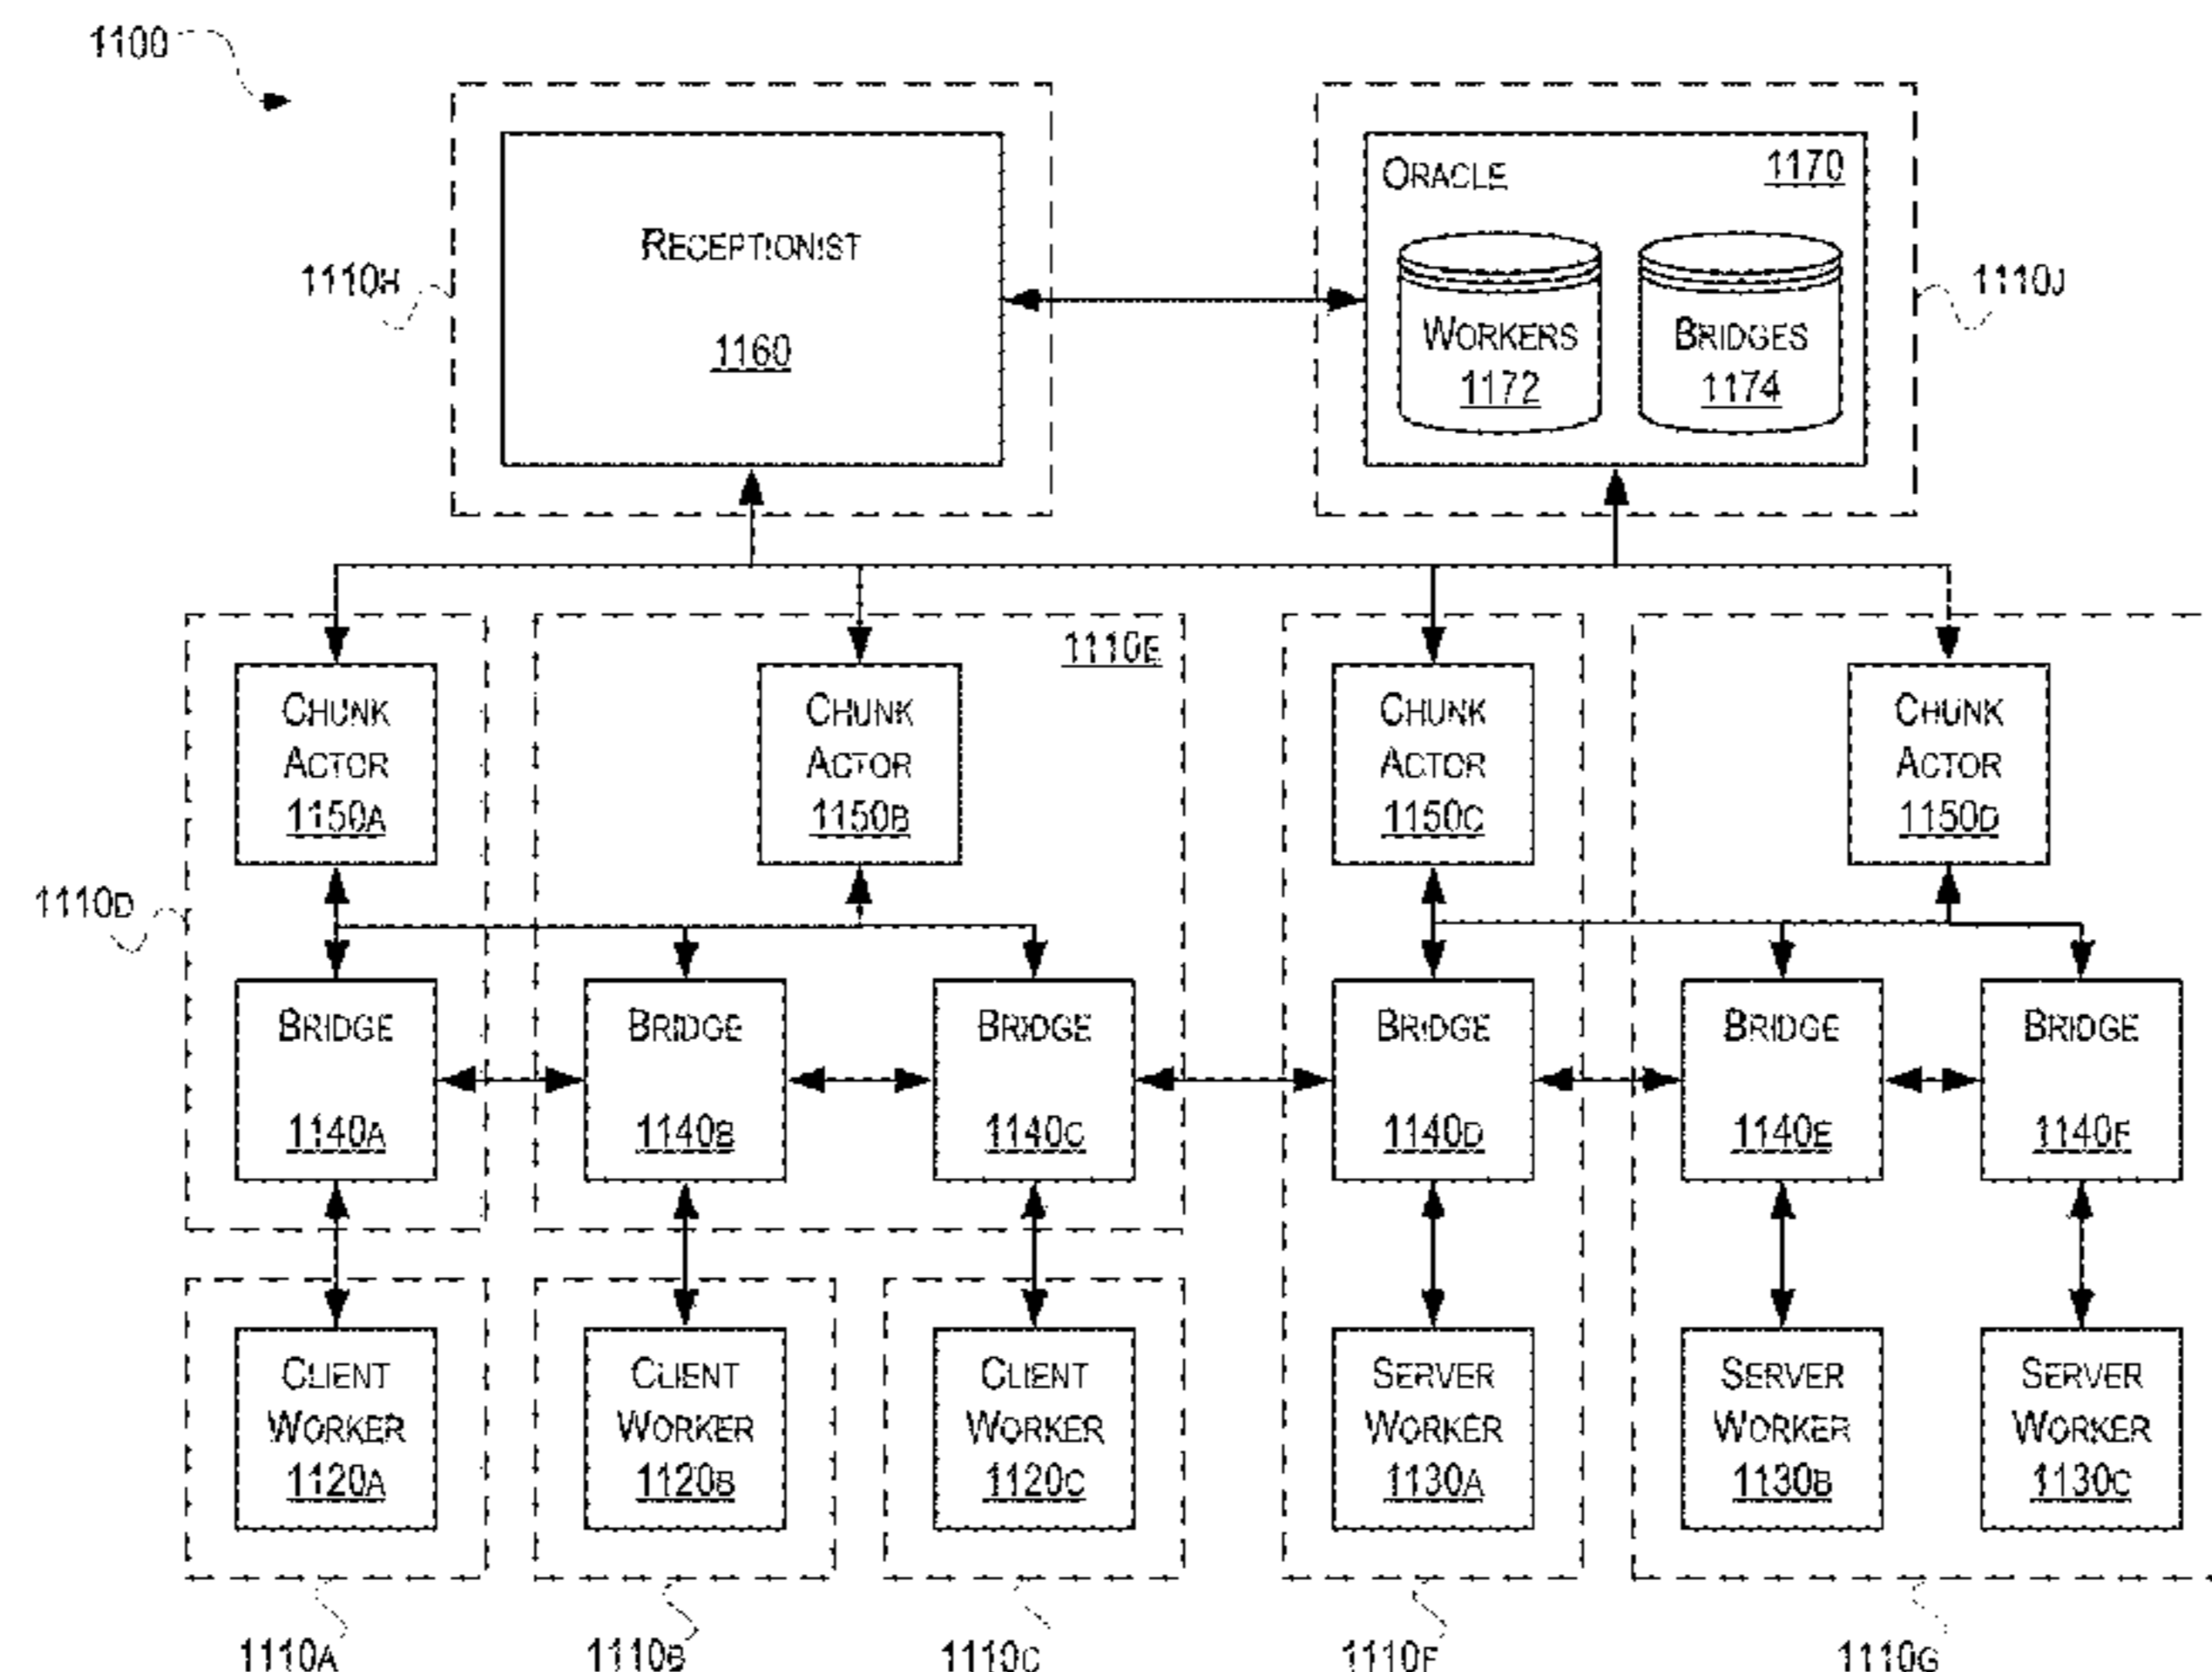 1100
ORACLE 1170
RECEPTIONIST
1160
WORKERS
1172
BRIDGES
1174
1110H
1110J
1110E
CHUNK
ACTOR
1150A
CHUNK
ACTOR
1150B
CHUNK
ACTOR
1150C
CHUNK
ACTOR
1150D
1110D
BRIDGE
1140A
BRIDGE
1140B
BRIDGE
1140C
BRIDGE
1140D
BRIDGE
1140E
BRIDGE
1140F
CLIENT
WORKER
1120A
CLIENT
WORKER
1120B
CLIENT
WORKER
1120C
SERVER
WORKER
1130A
SERVER
WORKER
1130B
SERVER
WORKER
1130C
1110A
1110B
1110C
1110F
1110G